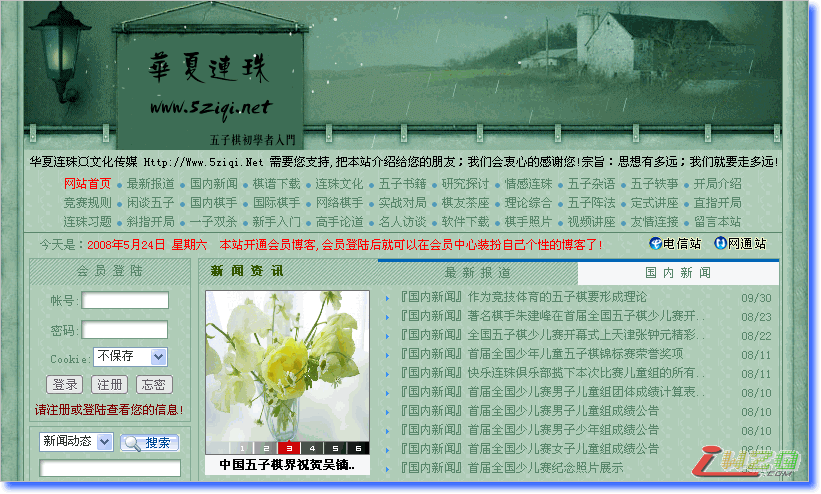 華夏連珠
www.5ziqi.net
五子棋初學者入門
华夏连珠文化传媒 Http://Www.5ziqi.Net 需要您支持,把本站介绍给您的朋友;我们会衷心的感谢您!宗旨:思想有多远;我们就要走多远!
网站首页 最新报道 国内新闻 棋谱下载 连珠文化 五子书籍 研究探讨 情感连珠 五子杂语 五子轶事 开局介绍
竞赛规则 闲谈五子 国内棋手 国际棋手 网络棋手 实战对局 棋友茶座 理论综合 五子阵法 定式讲座 直指开局
连珠习题 斜指开局 一子双杀 新手入门 高手论道 名人访谈 软件下载 棋手照片 视频讲座 友情连接 留言本站
今天是:2008年5月24日 星期六 本站开通会员博客,会员登陆后就可以在会员中心装扮自己个性的博客了! 电信站 网通站
会员登陆
帐号:
密码:
Cookie: 不保存
登录 注册 忘密
请注册或登陆查看您的信息!
新闻动态 搜索
新闻资讯
1 2 3 4 5 6
中国五子棋界祝贺吴镝..
最新报道 国内新闻
『国内新闻』作为竞技体育的五子棋要形成理论 09/30
『国内新闻』著名棋手朱建峰在首届全国五子棋少儿开.. 08/23
『国内新闻』全国五子棋少儿赛开幕式上天津张钟元精彩.. 08/22
『国内新闻』首届全国少年儿童五子棋锦标赛荣誉奖项 08/11
『国内新闻』快乐连珠俱乐部揽下本次比赛儿童组的所有.. 08/11
『国内新闻』首届全国少儿赛男子儿童组团体成绩计算表.. 08/10
『国内新闻』首届全国少儿赛男子儿童组成绩公告 08/10
『国内新闻』首届全国少儿赛男子少年组成绩公告 08/10
『国内新闻』首届全国少儿赛女子儿童组成绩公告 08/10
『国内新闻』首届全国少儿赛纪念照片展示